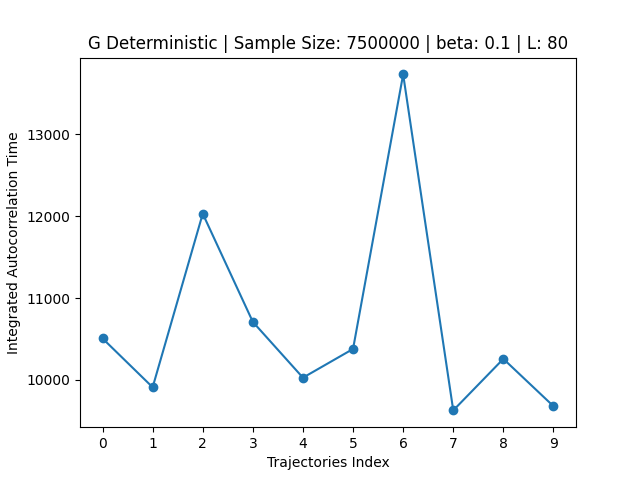 G Deterministic | Sample Size: 7500000 | beta: 0.1 | L: 80
Integrated Autocorrelation Time
13000
12000
11000
10000
0 1 2 3 4 5 6 7 8 9
Trajectories Index